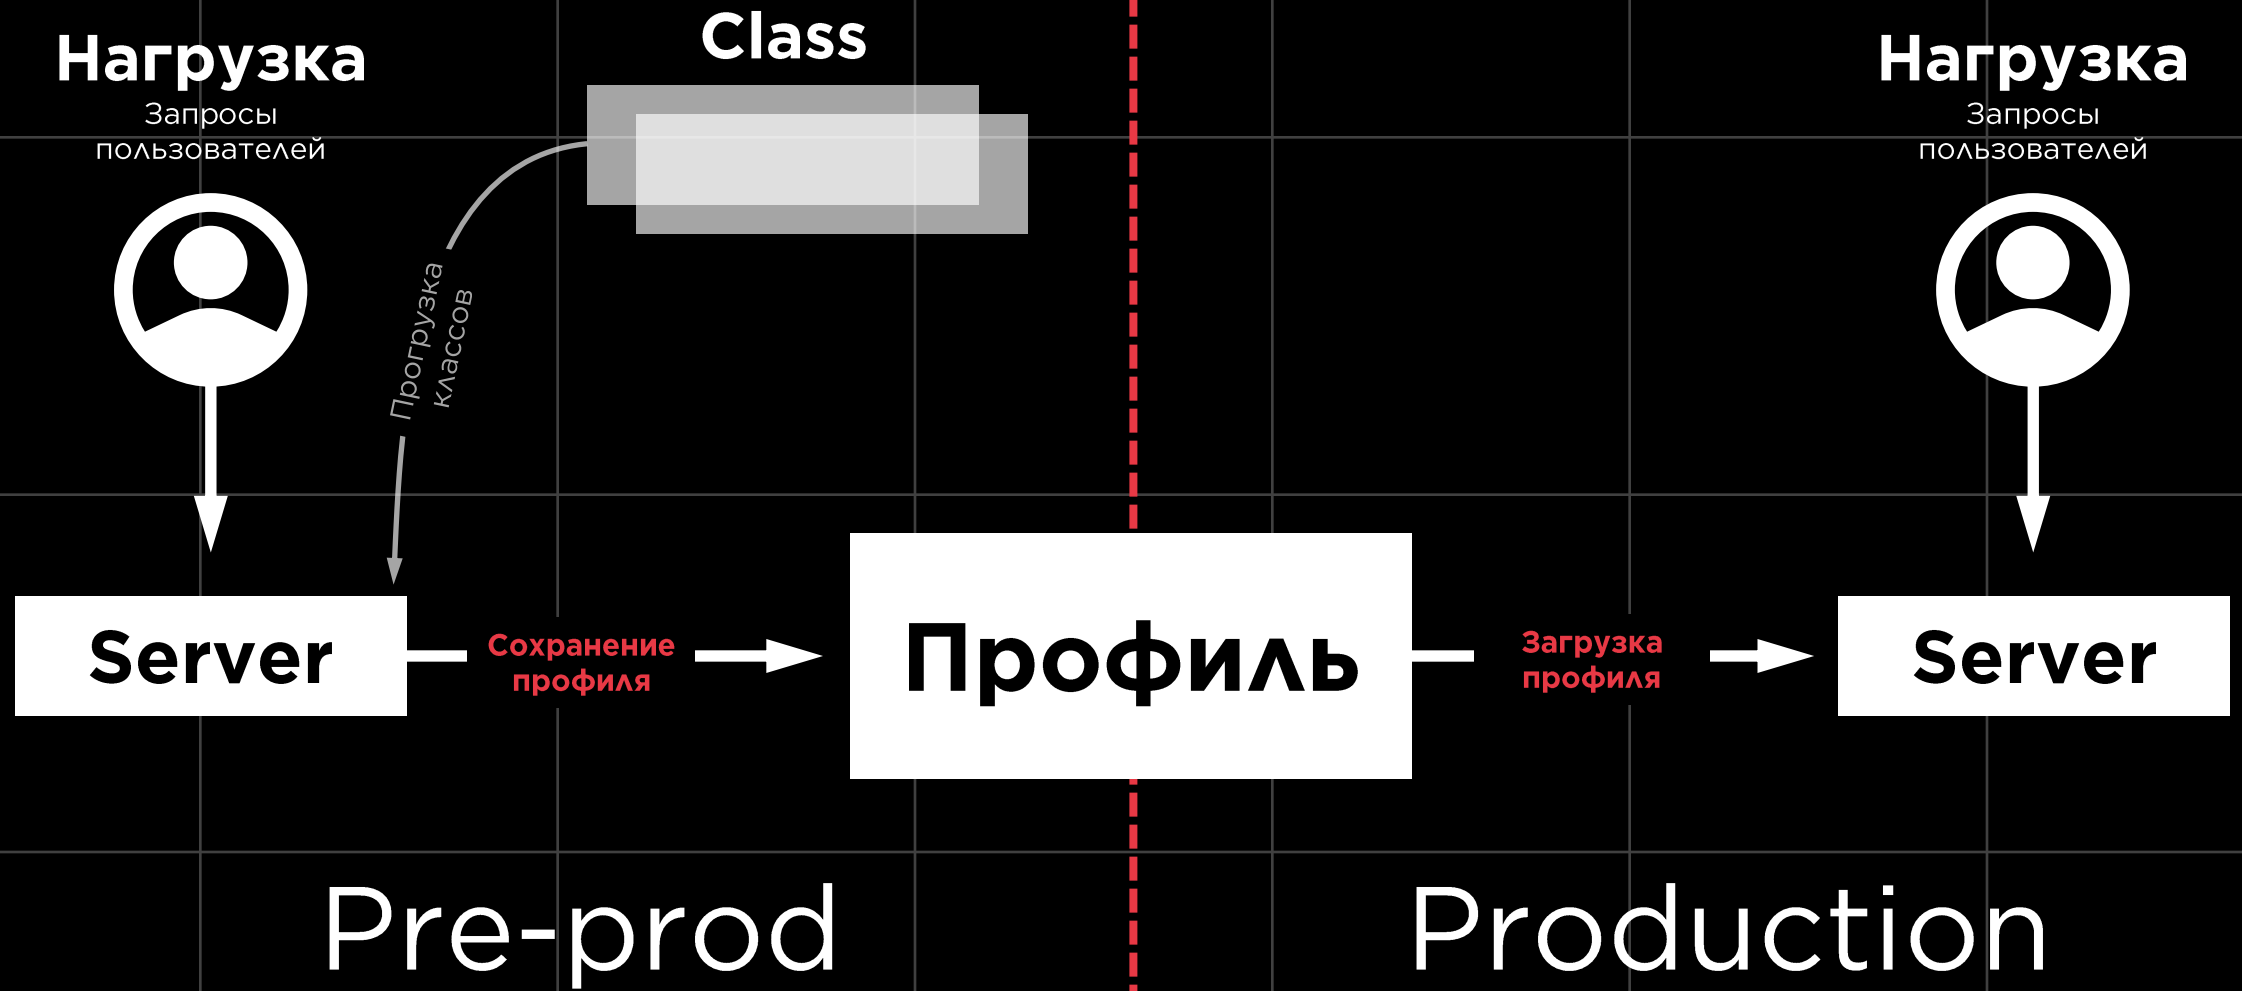 Нагрузка
Запросы
пользователей
Class
Нагрузка
Запросы
пользователей
Прогрузка
классов
Server
Сохранение
профиля
Профиль
Загрузка
профиля
Server
Pre-prod
Production